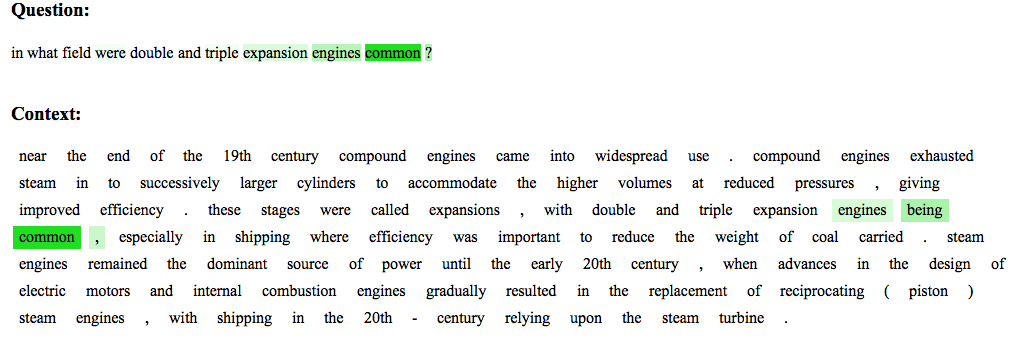 Question:
in what field were double and triple expansion engines common ?
Context:
near the end of the 19th century compound engines came into widespread use . compound engines exhausted
steam in to successively larger cylinders to accommodate the higher volumes at reduced pressures , giving
improved efficiency . these stages were called expansions , with double and triple expansion engines being
common , especially in shipping where efficiency was important to reduce the weight of coal carried . steam
engines remained the dominant source of power until the early 20th century , when advances in the design of
electric motors and internal combustion engines gradually resulted in the replacement of reciprocating ( piston )
steam engines , with shipping in the 20th - century relying upon the steam turbine .